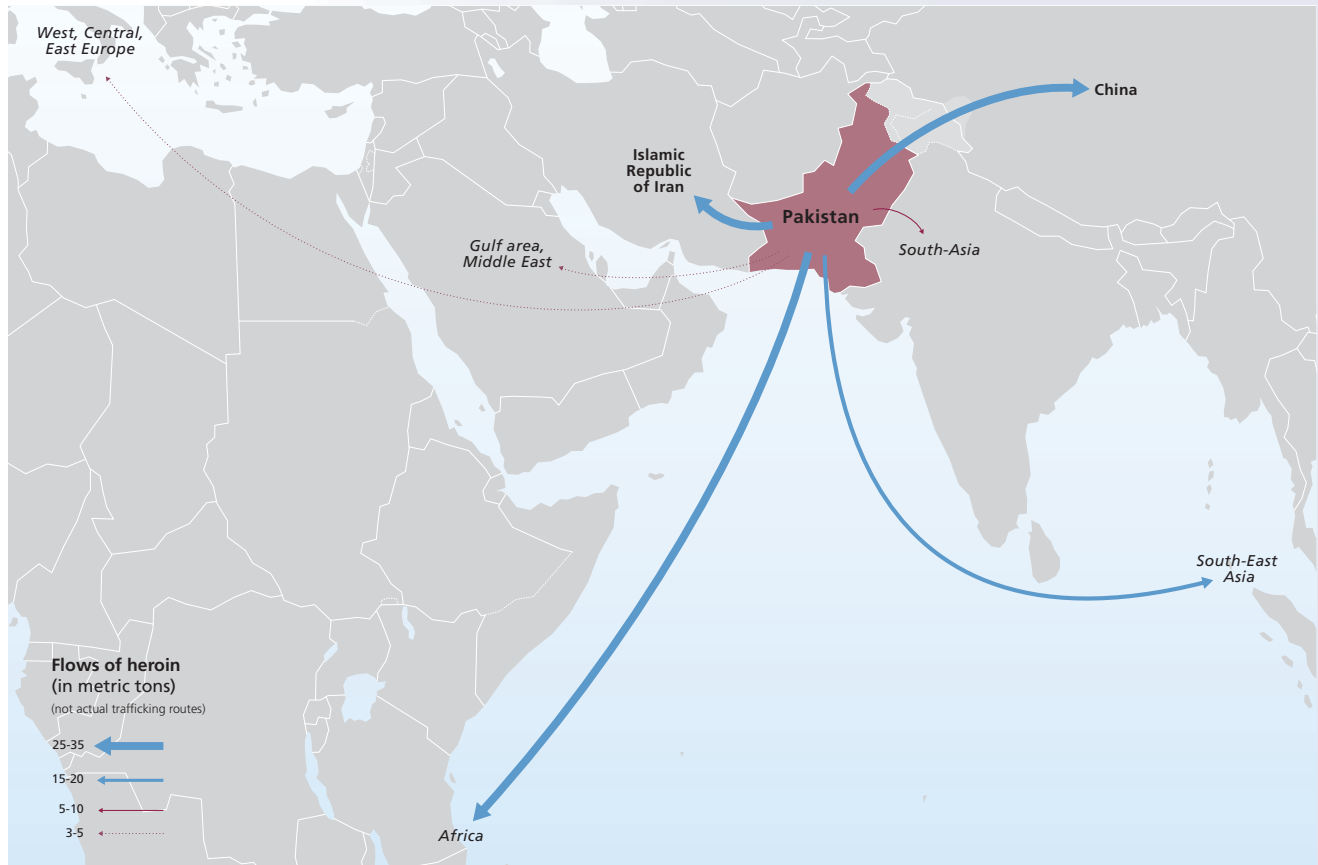 West, Central,
East Europe
China
Islamic
Republic
of Iran
Pakistan
South-Asia
Gulf area,
Middle East
South-East
Asia
Flows of heroin
(in metric tons)
(not actual trafficking routes)
25-35
15-20
5-10
3-5
Africa